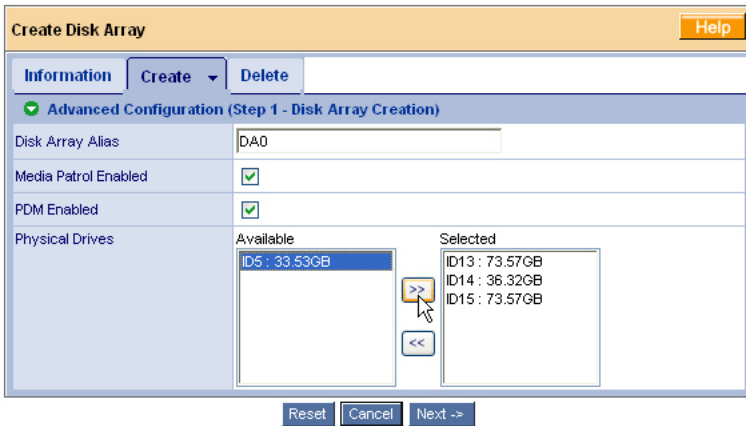 Create Disk Array
Help
Information Create Delete
Advanced Configuration (Step 1 - Disk Array Creation)
Disk Array Alias DA0
Media Patrol Enabled
PDM Enabled
Physical Drives
Available
ID5 : 33.53GB
>>
<<
Selected
ID13 : 73.57GB
ID14 : 36.32GB
ID15 : 73.57GB
Reset Cancel Next ->